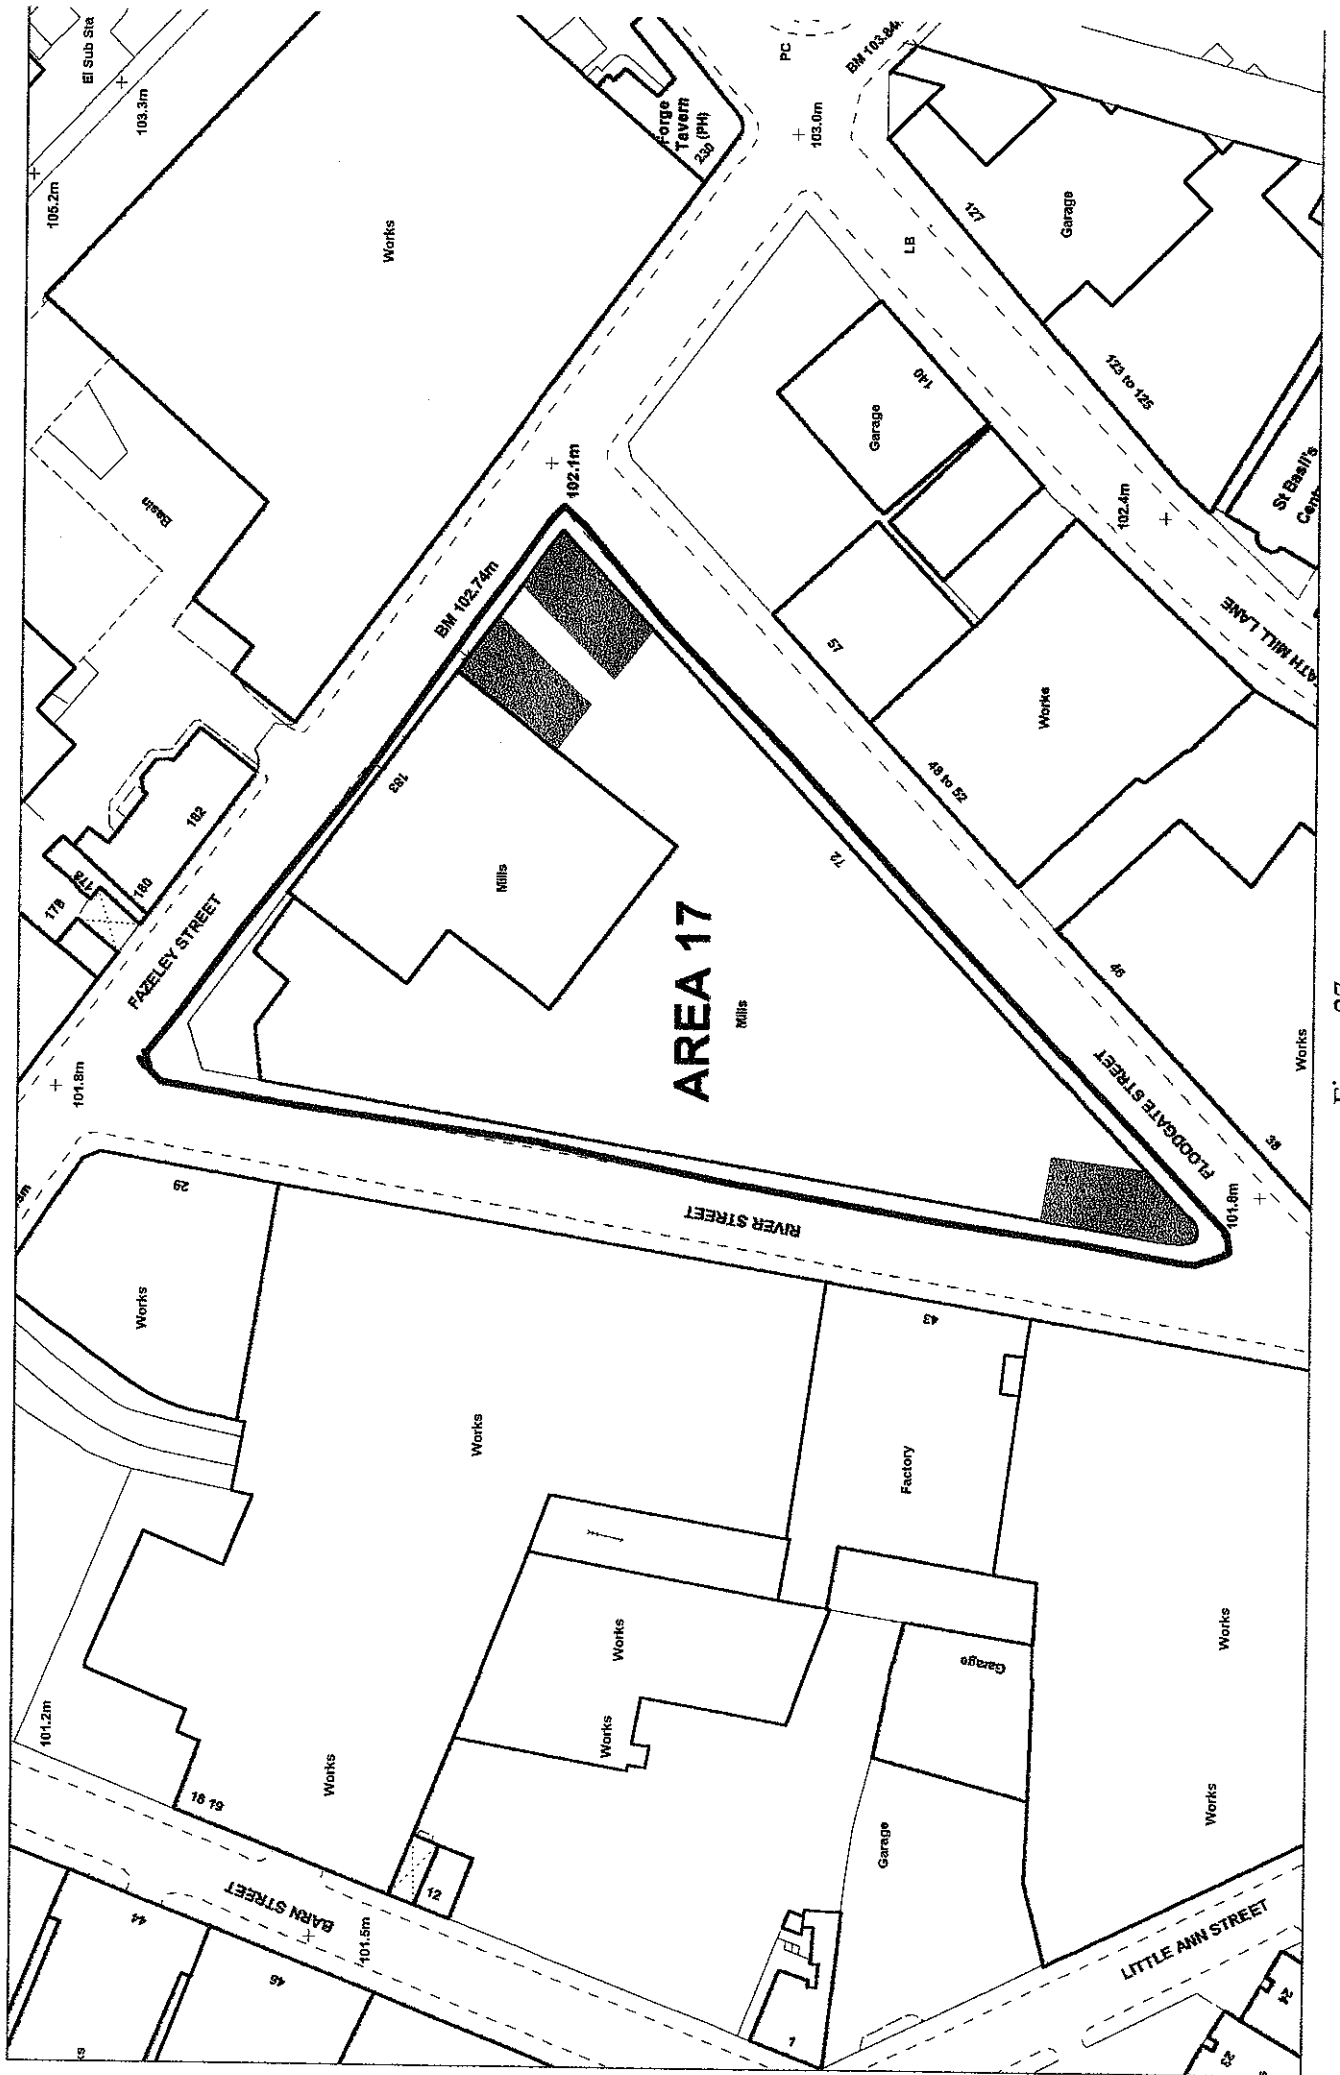 El Sub Sta
103.3m
105.2m
Works
Forge
Tavern
(PH)
230
PC
BM 103.84m
103.0m
LB
127
Garage
123 to 125
St Basil's
140
Garage
102.4m
Basin
102.1m
BM 102.74m
57
Works
48 to 52
183
Mills
72
182
180
178
FAZELEY STREET
101.8m
AREA 17
Mills
46
FLOODGATE STREET
38
Works
101.8m
29
RIVER STREET
Works
43
Works
Factory
Garage
Works
Works
Works
Works
101.2m
18 19
Works
Garage
12
BARN STREET
101.5m
44
46
1
LITTLE ANN STREET
24
23